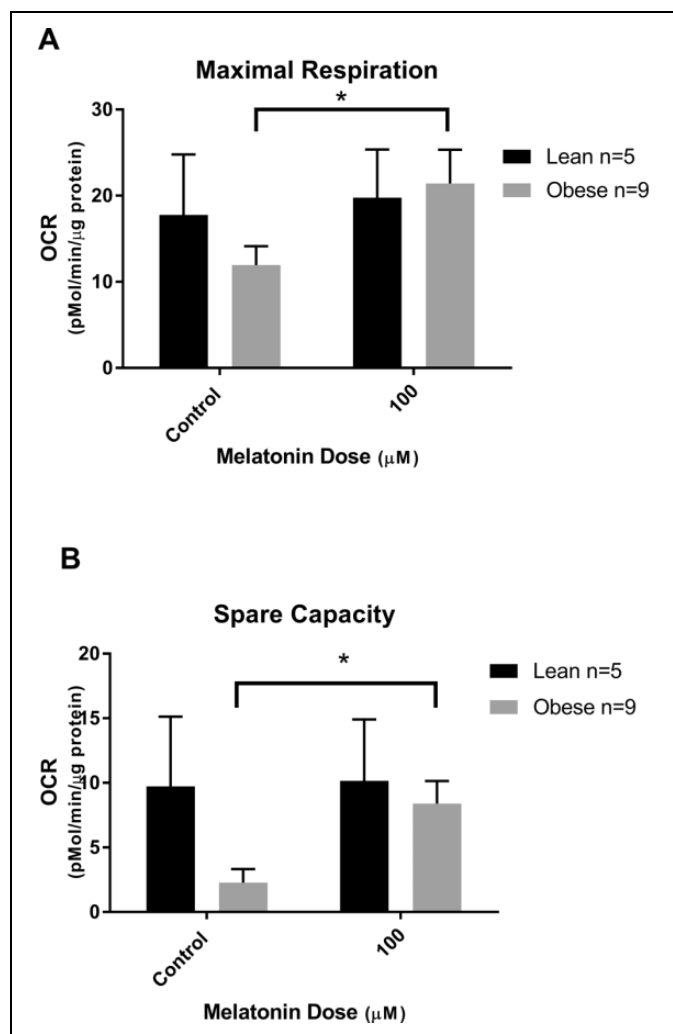 A
Maximal Respiration
*
30
20
10
0
OCR
(pMol/min/µg protein)
Lean n=5
Obese n=9
Control
100
Melatonin Dose (µM)
B
Spare Capacity
*
20
15
10
5
0
OCR
(pMol/min/µg protein)
Lean n=5
Obese n=9
Control
100
Melatonin Dose (µM)